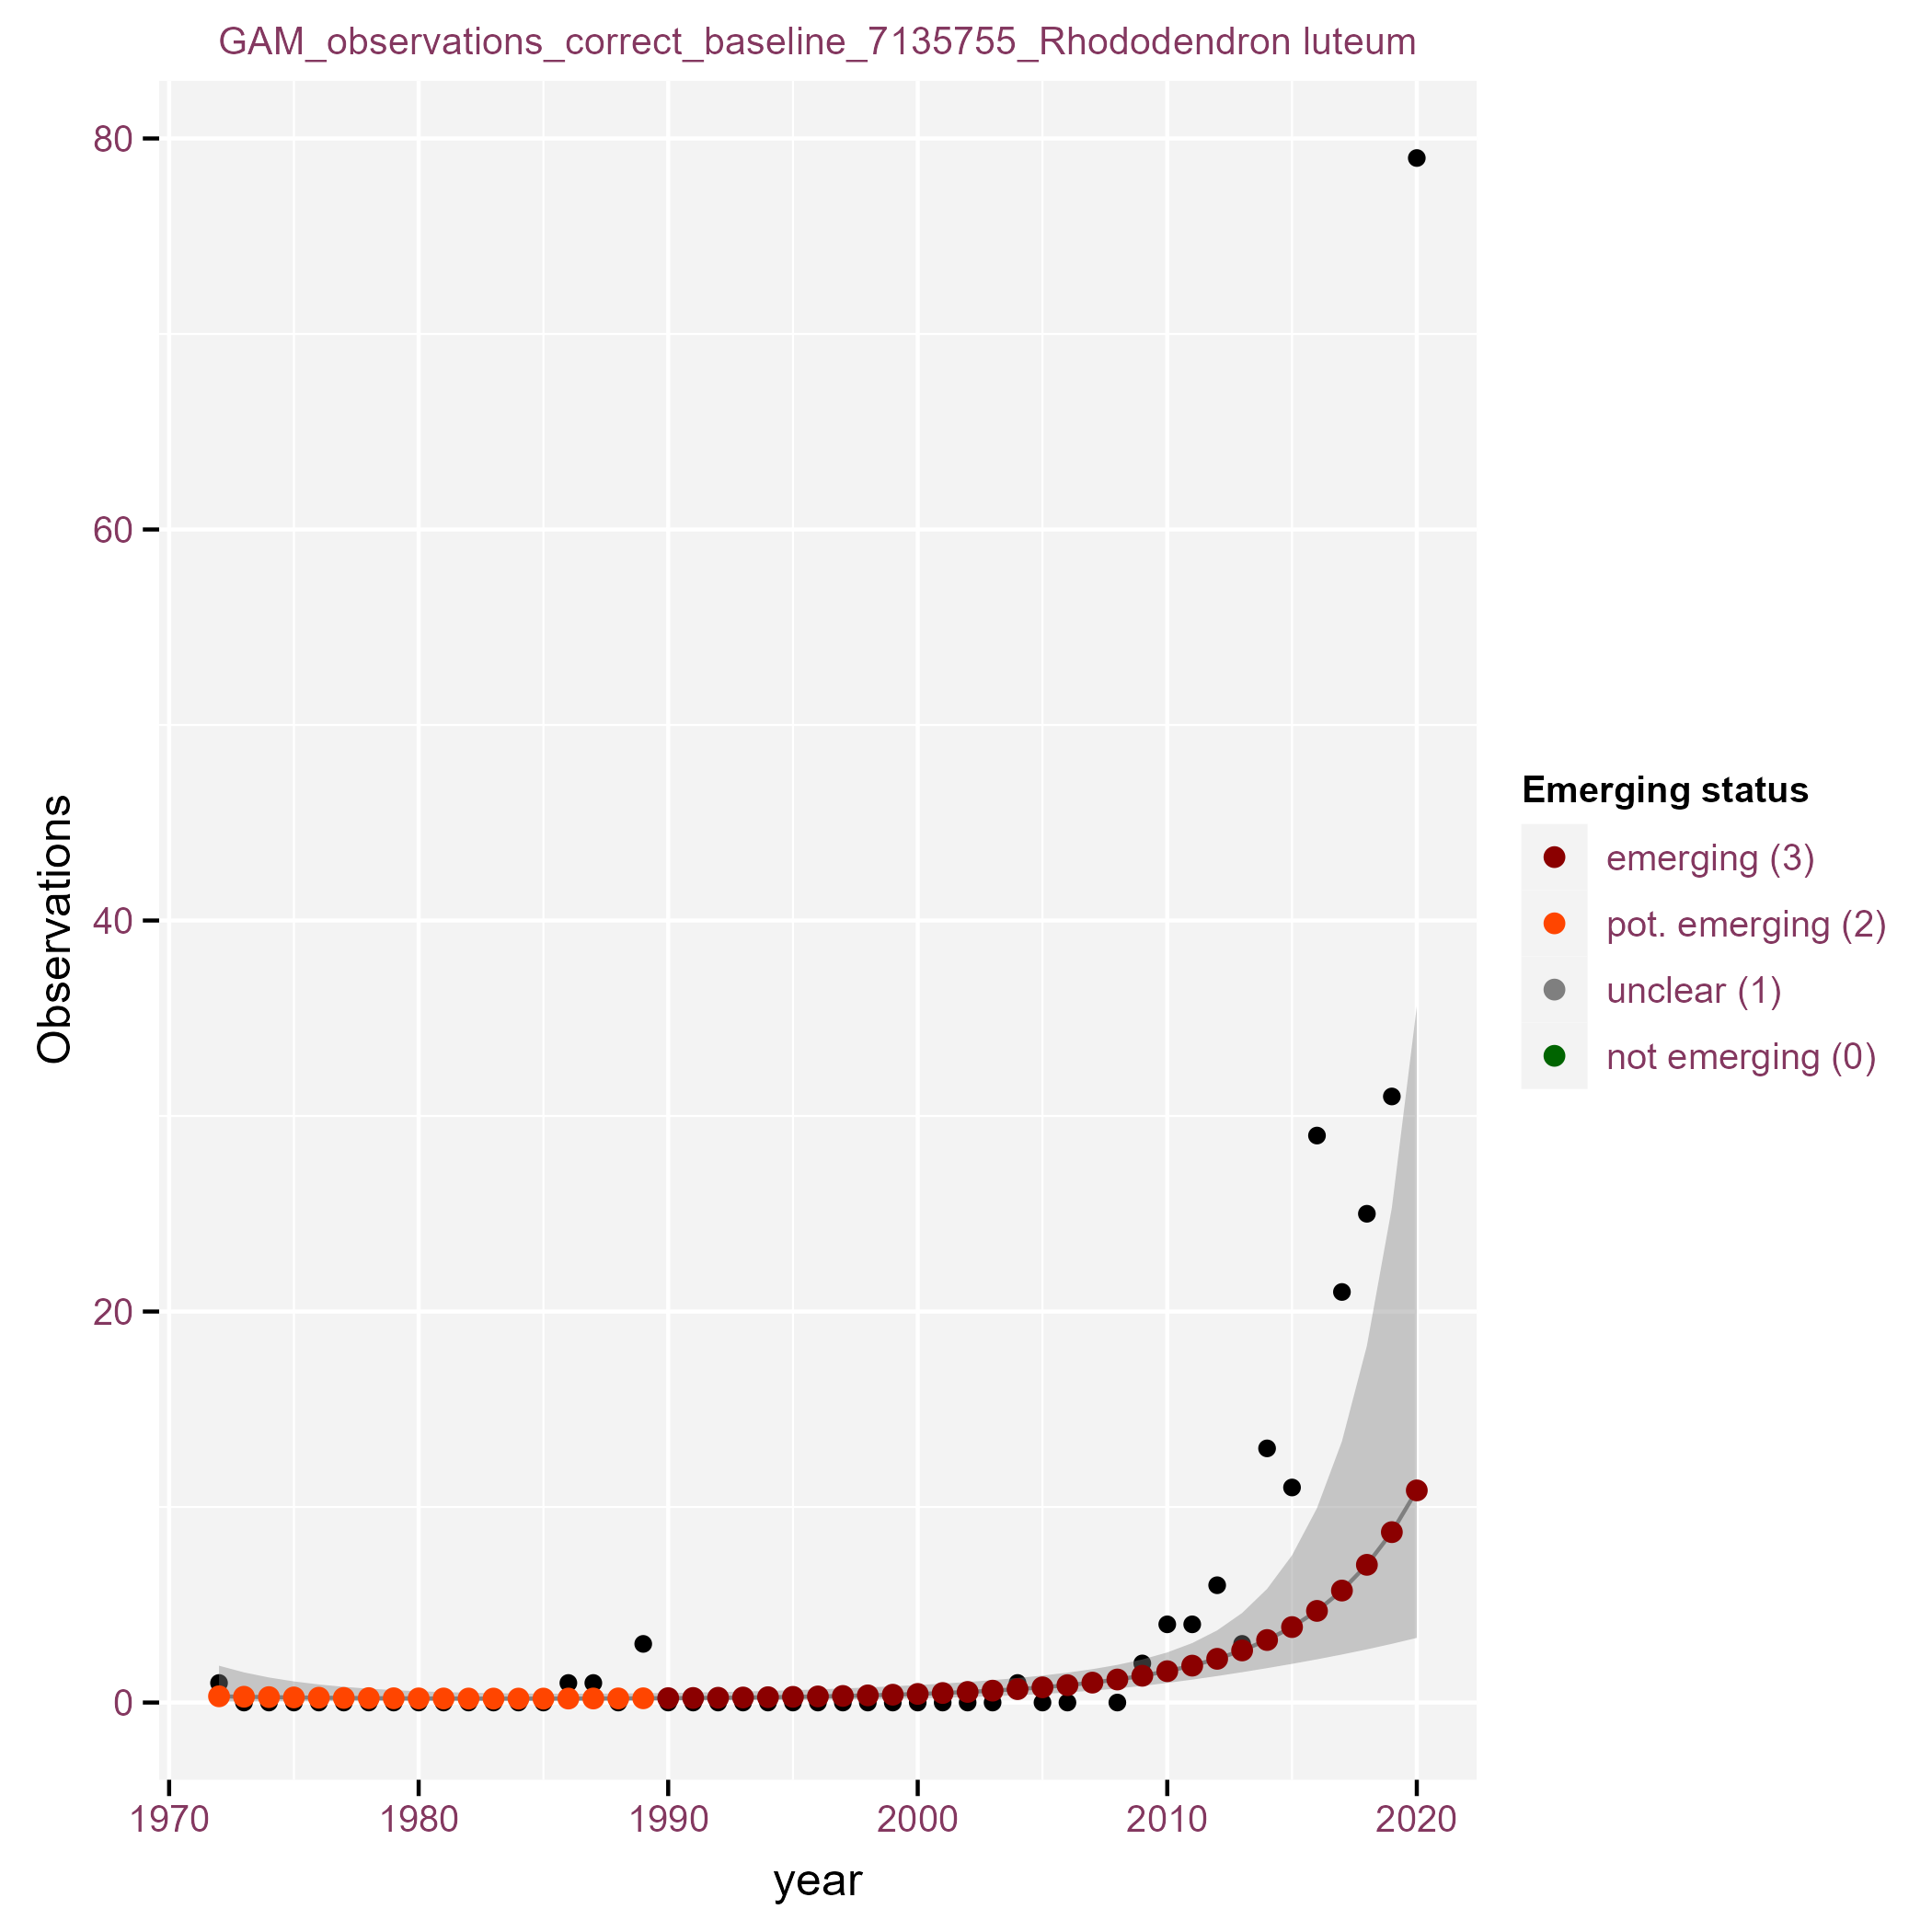 GAM_observations_correct_baseline_7135755_Rhododendron luteum
80
60
40
20
0
Observations
1970
1980
1990
2000
2010
2020
year
Emerging status
emerging (3)
pot. emerging (2)
unclear (1)
not emerging (0)